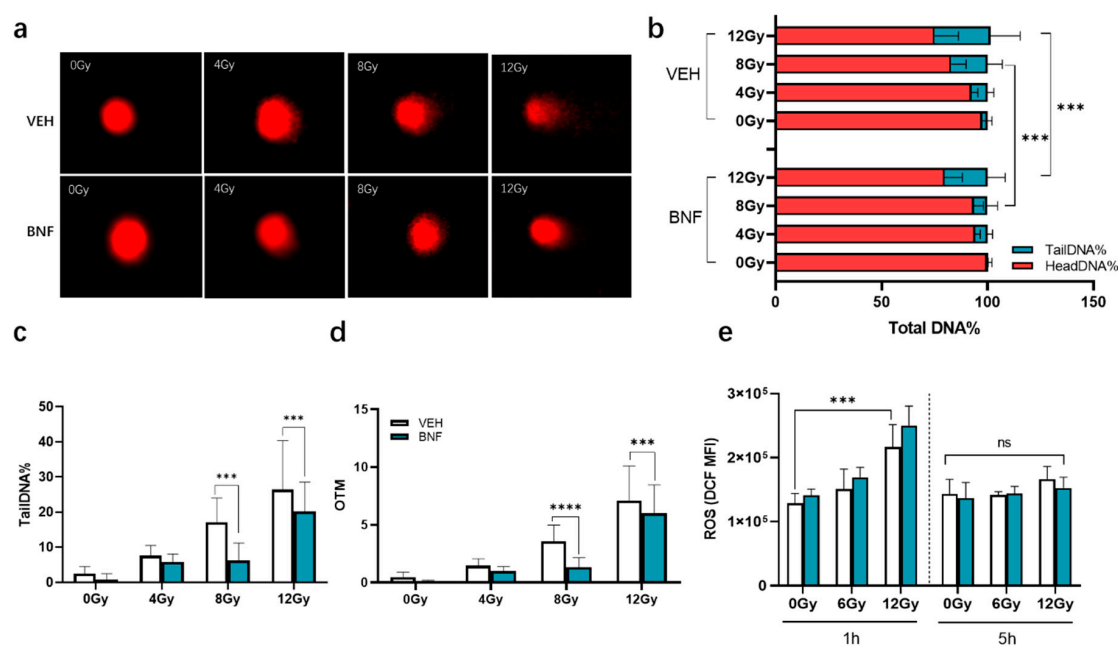 a
0Gy
4Gy
8Gy
12Gy
VEH
0Gy
4Gy
8Gy
12Gy
BNF
b
VEH
12Gy
8Gy
4Gy
0Gy
BNF
12Gy
8Gy
4Gy
0Gy
***
***
TailDNA%
HeadDNA%
0
50
100
150
Total DNA%
c
TailDNA%
50
40
30
20
10
0
***
***
0Gy
4Gy
8Gy
12Gy
d
OTM
15
10
5
0
VEH
BNF
****
***
0Gy
4Gy
8Gy
12Gy
e
ROS (DCF MFI)
3×10⁵
2×10⁵
1×10⁵
0
***
ns
0Gy
6Gy
12Gy
0Gy
6Gy
12Gy
1h
5h